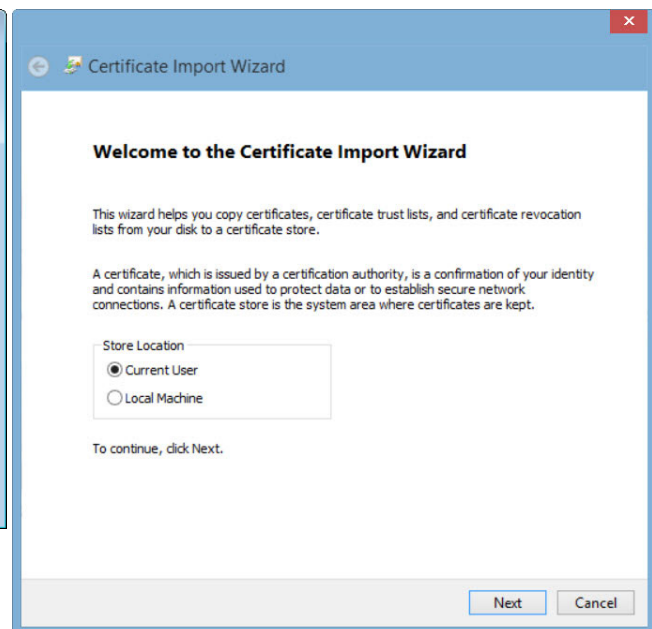 Certificate Import Wizard
Welcome to the Certificate Import Wizard
This wizard helps you copy certificates, certificate trust lists, and certificate revocation
lists from your disk to a certificate store.
A certificate, which is issued by a certification authority, is a confirmation of your identity
and contains information used to protect data or to establish secure network
connections. A certificate store is the system area where certificates are kept.
Store Location
Current User
Local Machine
To continue, click Next.
Next Cancel